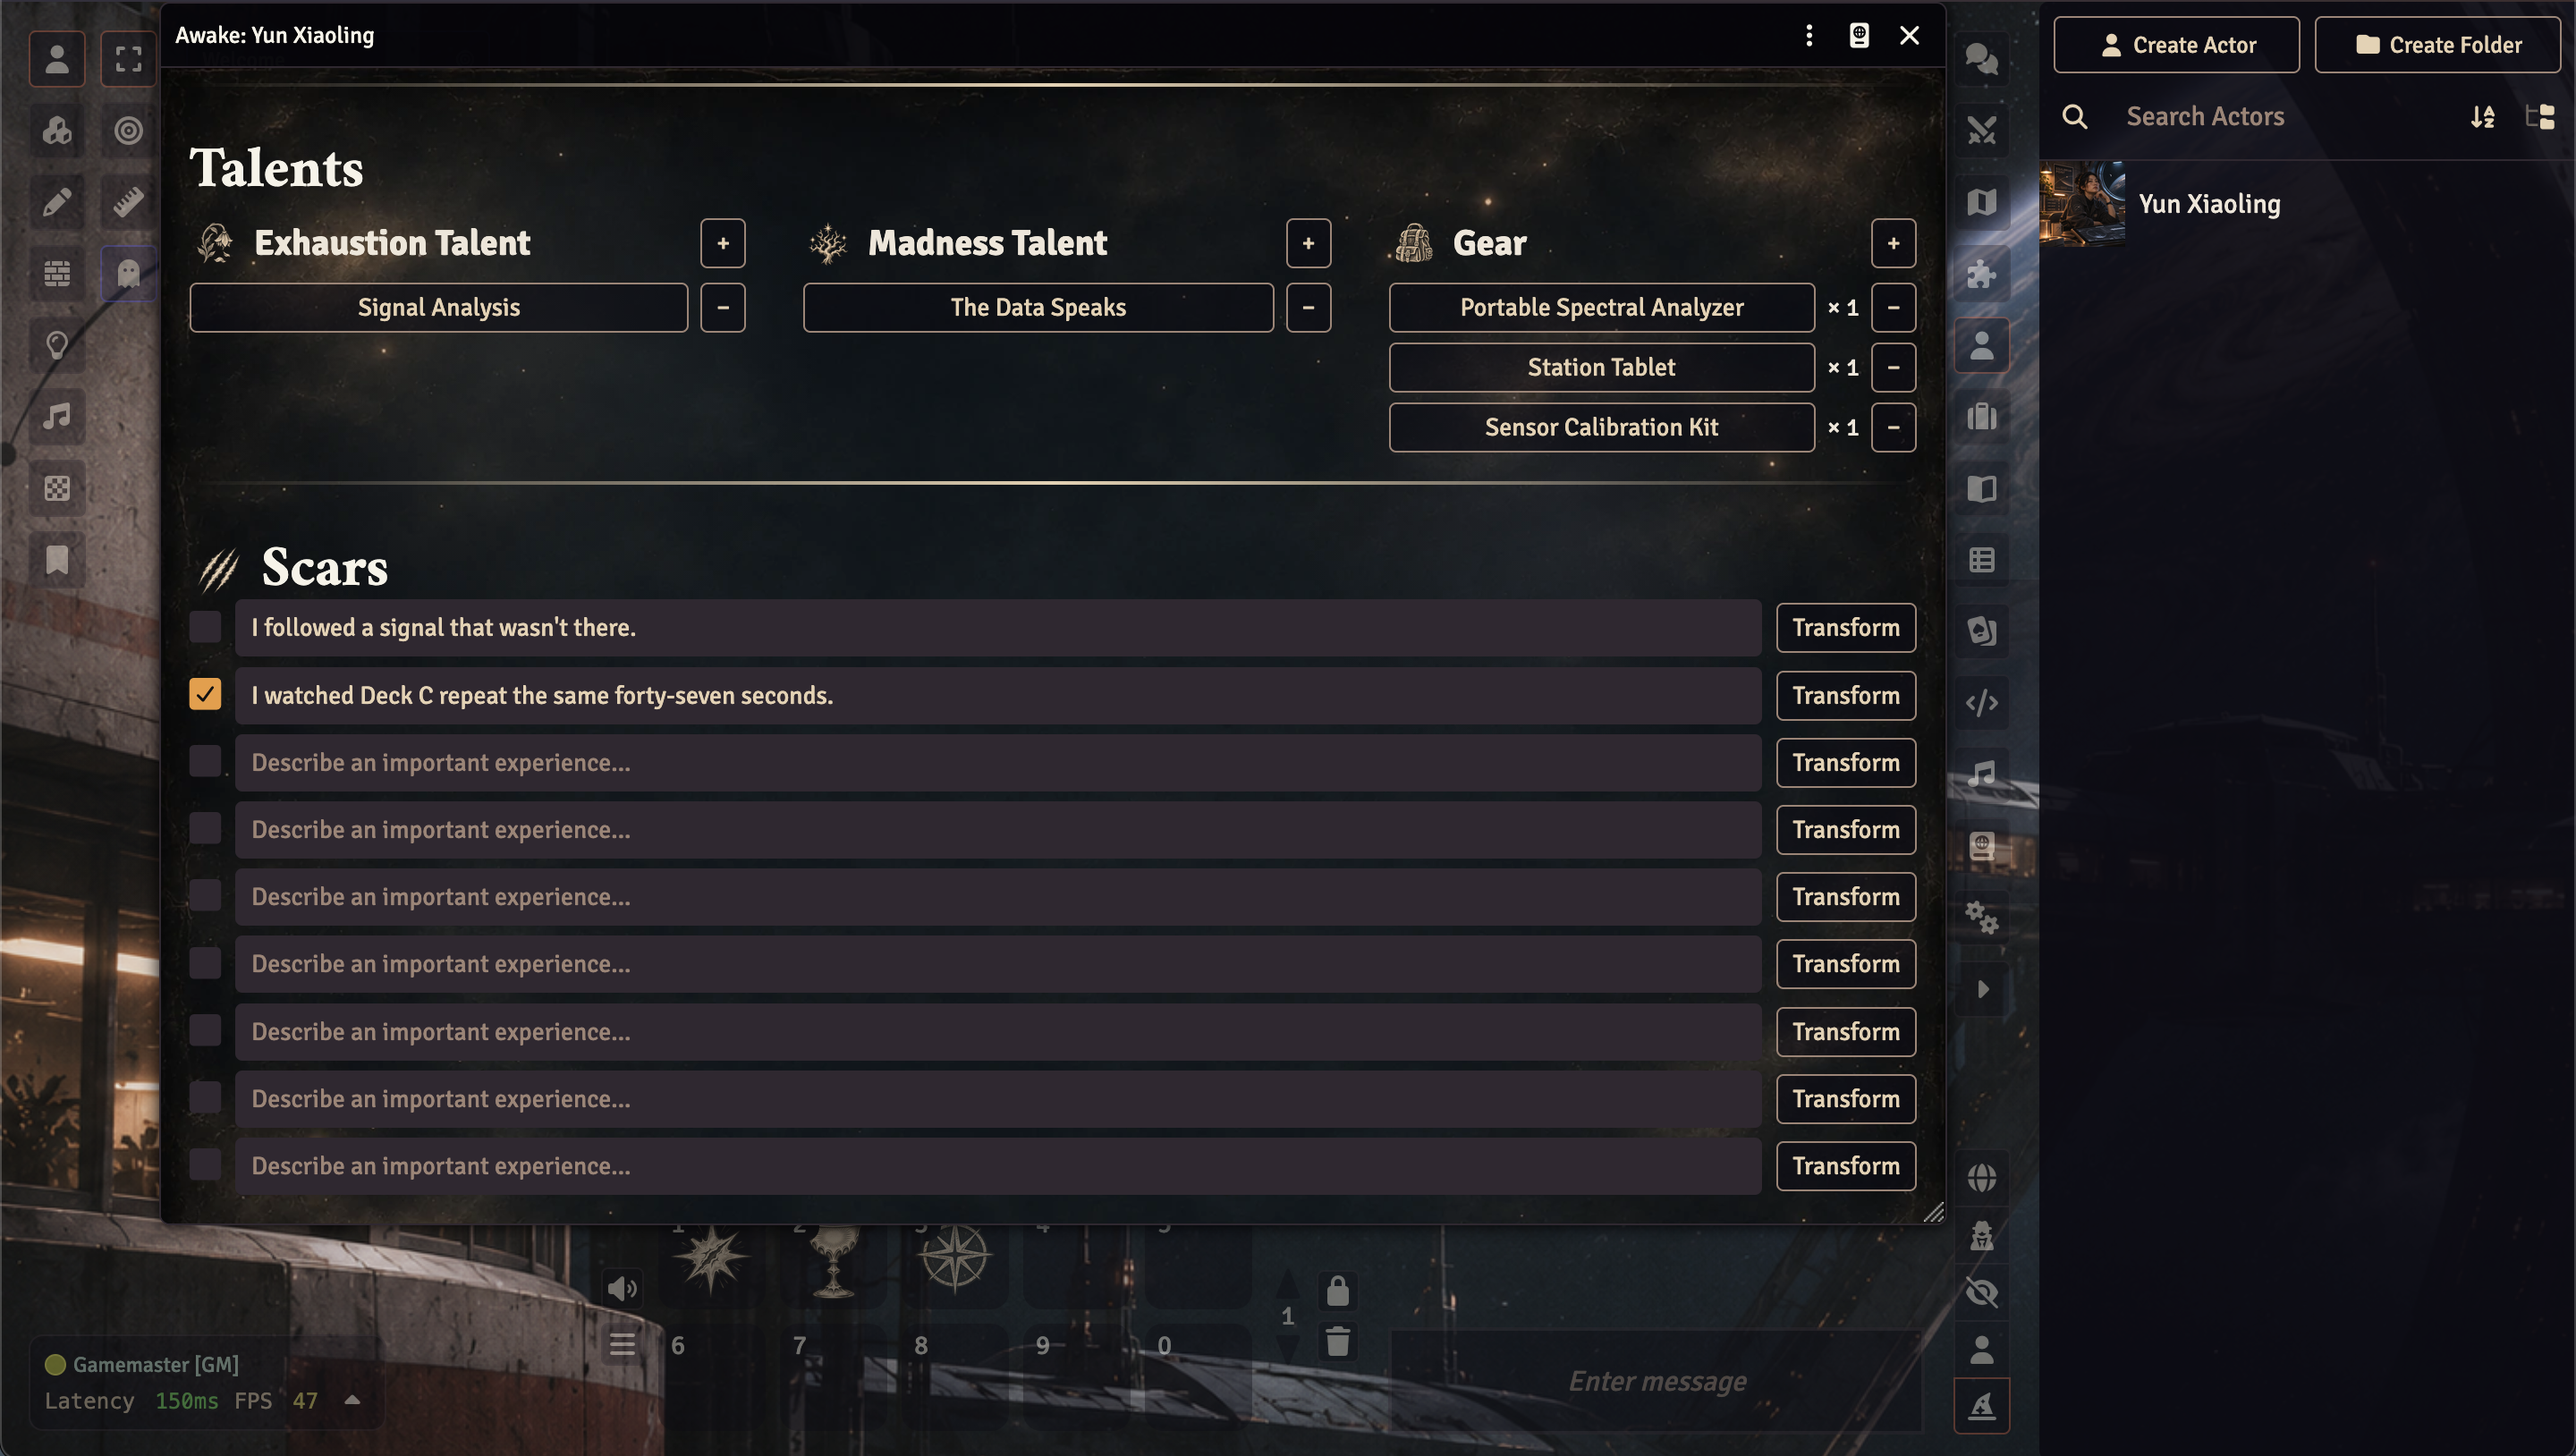 Awake: Yun Xiaoling
Create Actor
Create Folder
Search Actors
Yun Xiaoling
Talents
Exhaustion Talent
+
Madness Talent
+
Gear
+
Signal Analysis
−
The Data Speaks
−
Portable Spectral Analyzer × 1 −
Station Tablet × 1 −
Sensor Calibration Kit × 1 −
Scars
I followed a signal that wasn't there. Transform
I watched Deck C repeat the same forty-seven seconds. Transform
Describe an important experience... Transform
Describe an important experience... Transform
Describe an important experience... Transform
Describe an important experience... Transform
Describe an important experience... Transform
Describe an important experience... Transform
Describe an important experience... Transform
1 2 3 4 5
1
6 7 8 9 0
Enter message
Gamemaster [GM]
Latency 150ms FPS 47